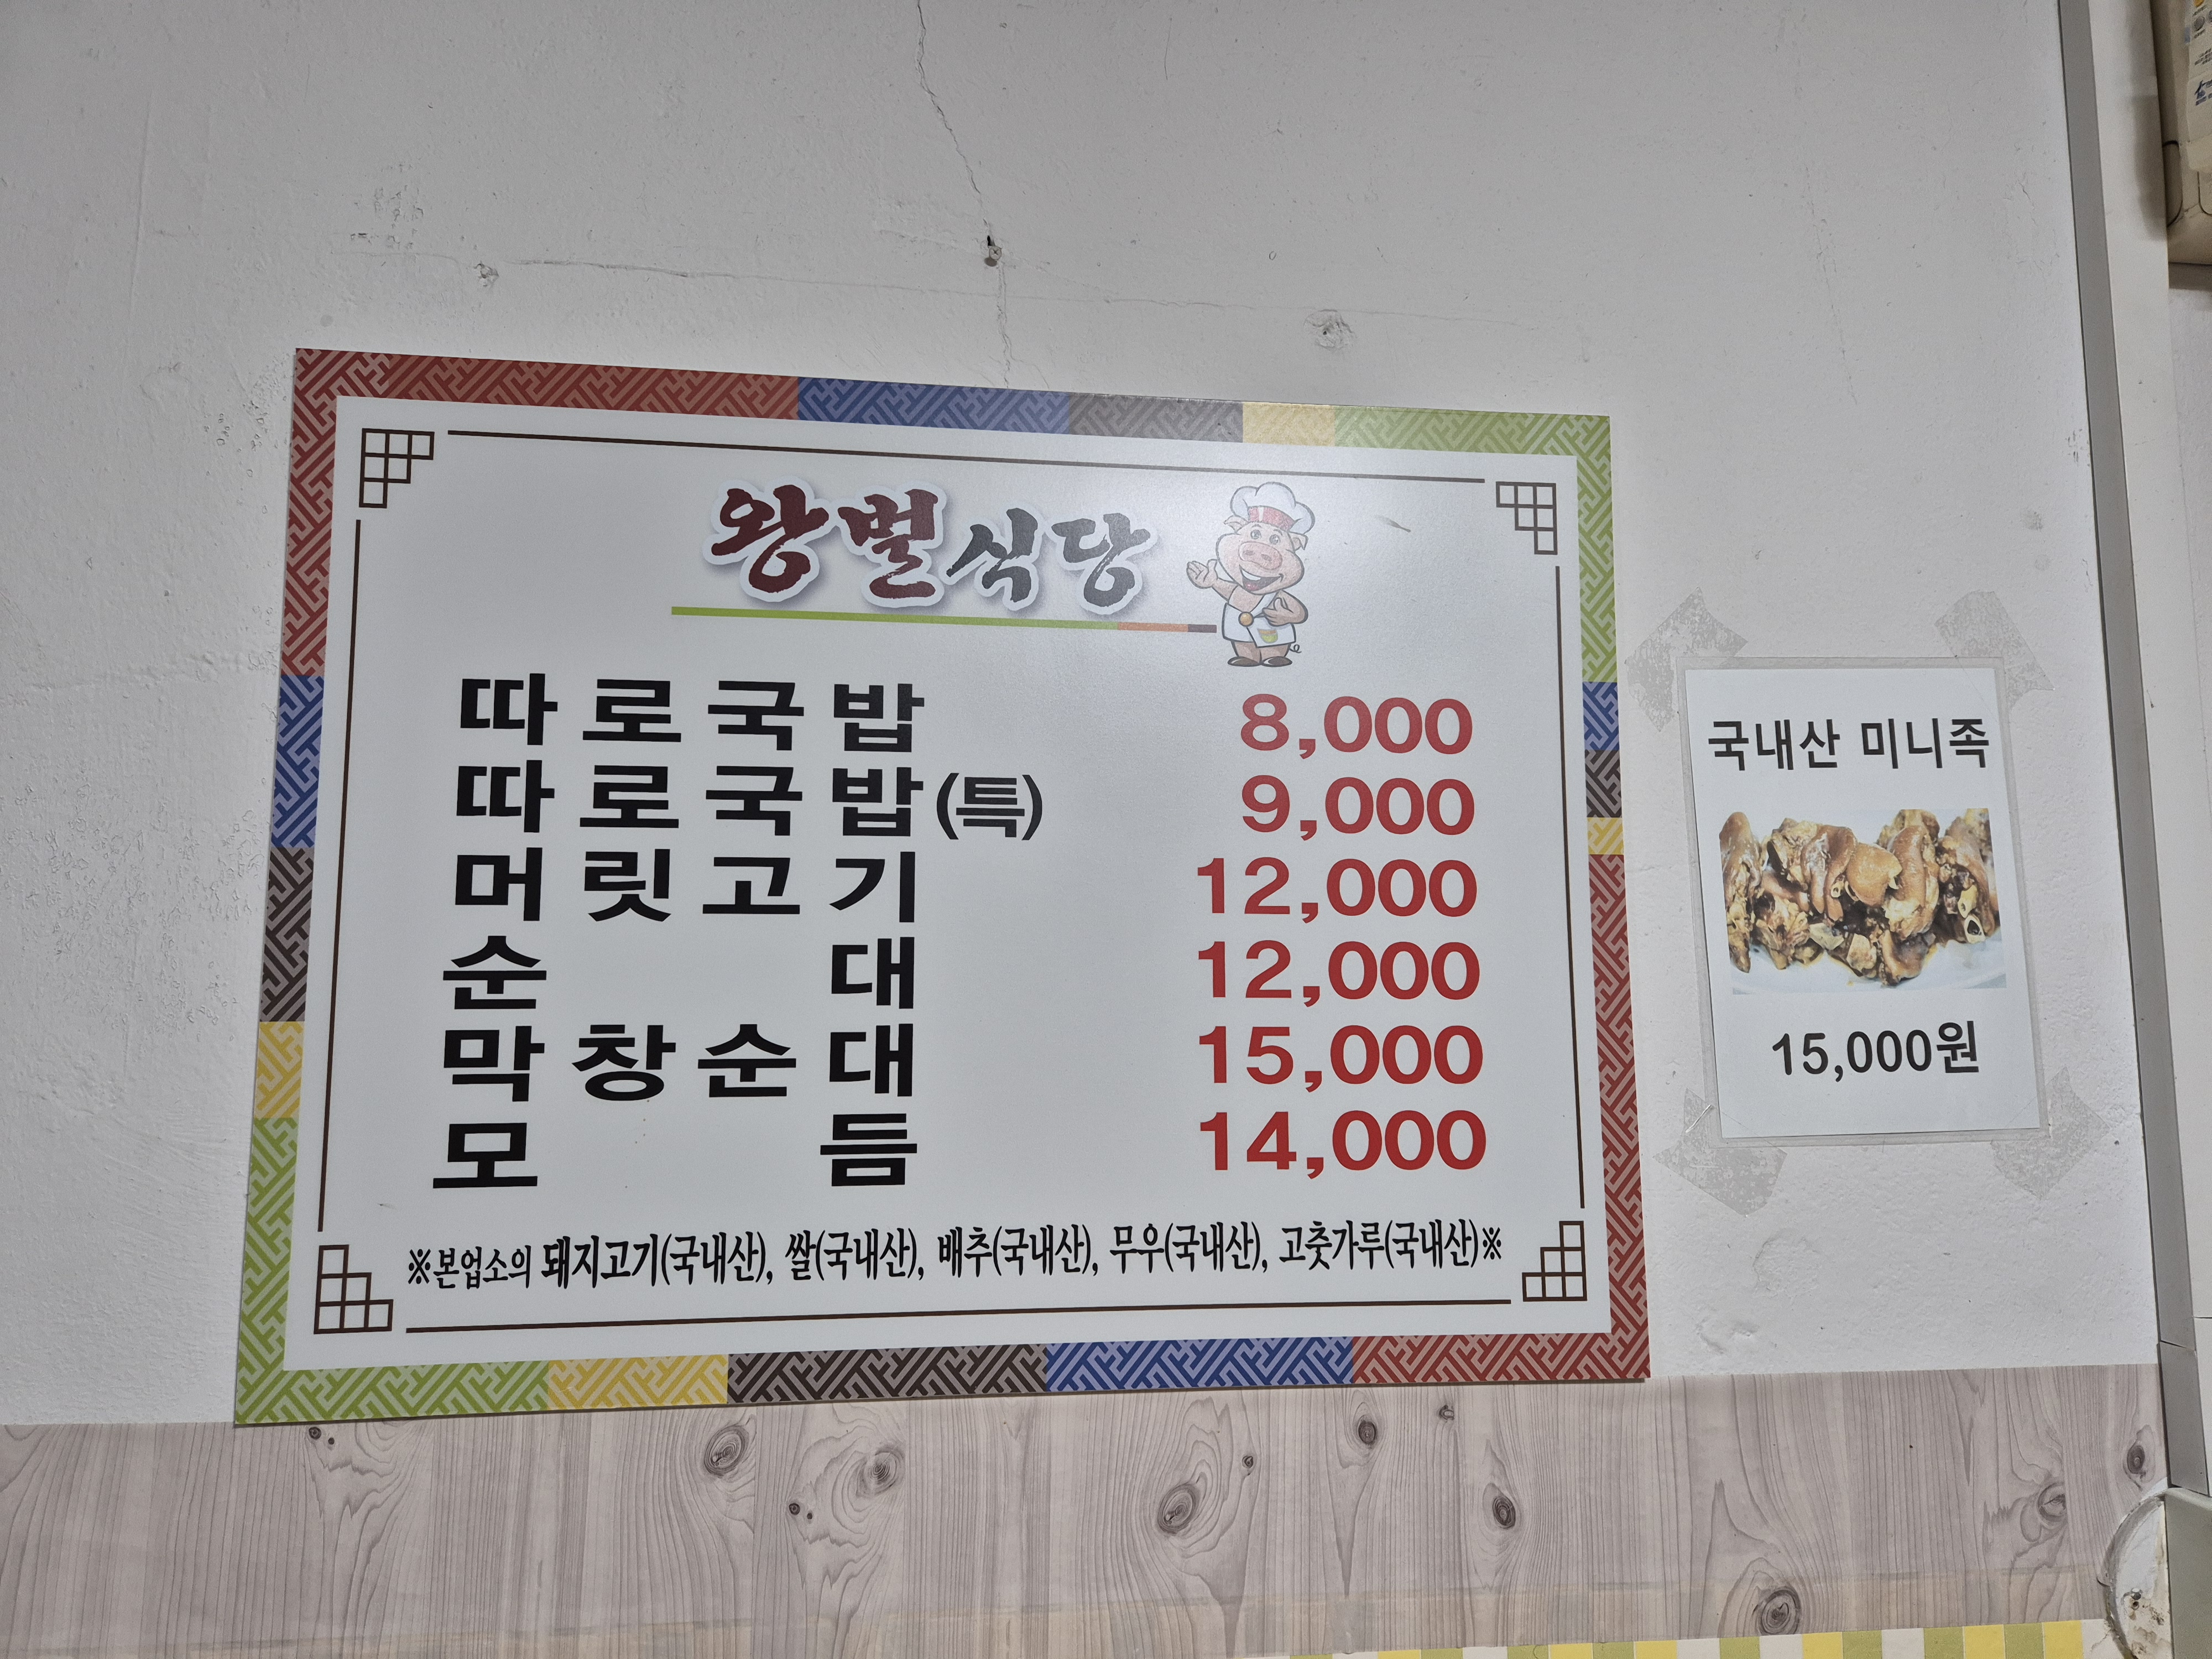 왕벌식당
따로국밥 8,000
따로국밥(특) 9,000
머릿고기 12,000
순대 12,000
막창순대 15,000
모듬 14,000
※본업소의 돼지고기(국내산), 쌀(국내산), 배추(국내산), 무우(국내산), 고춧가루(국내산)※
국내산 미니족
15,000원